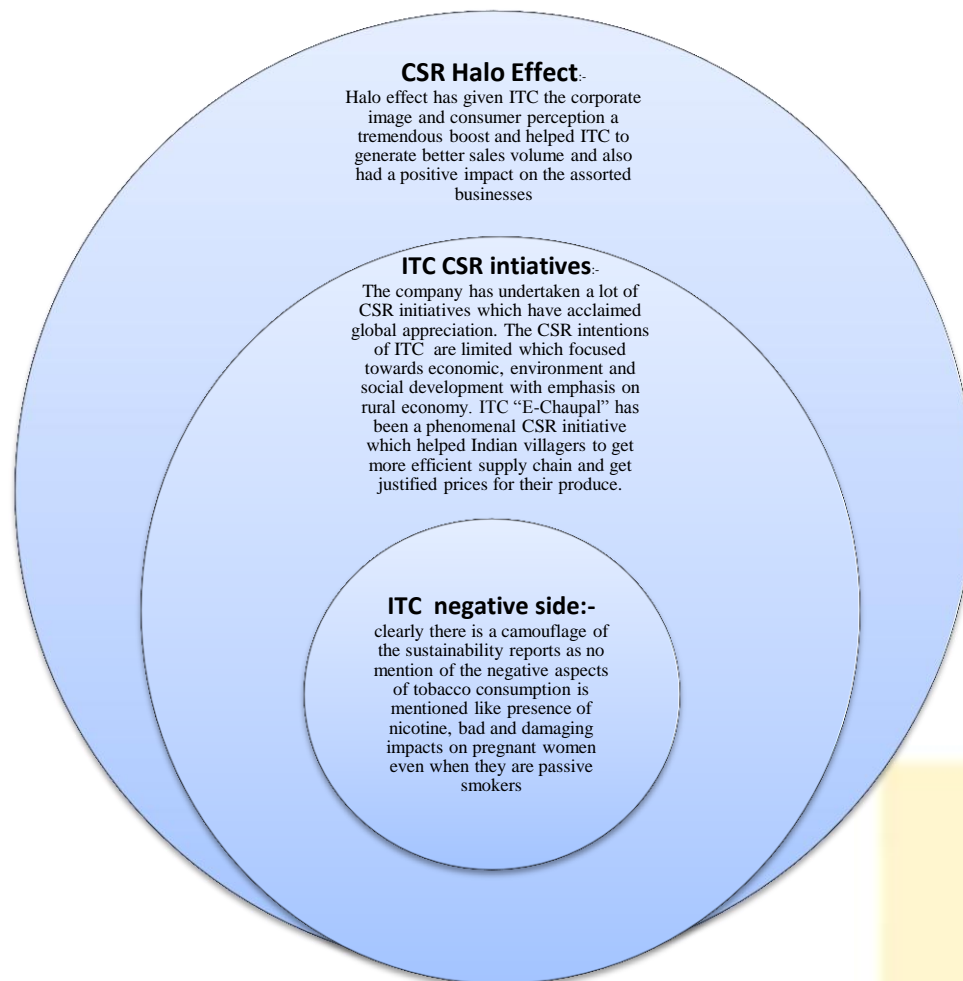 CSR Halo Effect:-
Halo effect has given ITC the corporate
image and consumer perception a
tremendous boost and helped ITC to
generate better sales volume and also
had a positive impact on the assorted
businesses
ITC CSR intiatives:-
The company has undertaken a lot of
CSR initiatives which have acclaimed
global appreciation. The CSR intentions
of ITC are limited which focused
towards economic, environment and
social development with emphasis on
rural economy. ITC “E-Chaupal” has
been a phenomenal CSR initiative
which helped Indian villagers to get
more efficient supply chain and get
justified prices for their produce.
ITC negative side:-
clearly there is a camouflage of
the sustainability reports as no
mention of the negative aspects
of tobacco consumption is
mentioned like presence of
nicotine, bad and damaging
impacts on pregnant women
even when they are passive
smokers